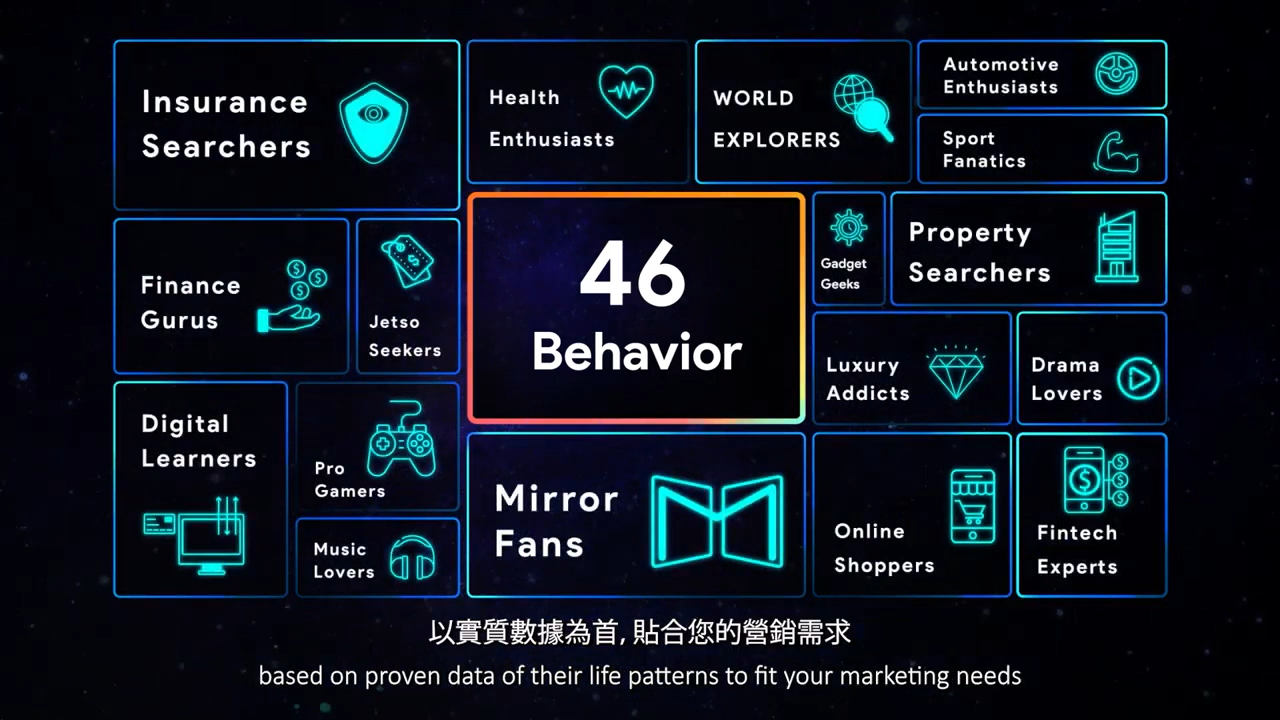 Insurance
Searchers
Health
Enthusiasts
WORLD
EXPLORERS
Automotive
Enthusiasts
Sport
Fanatics
Finance
Gurus
Jetso
Seekers
46
Behavior
Gadget
Geeks
Property
Searchers
Luxury
Addicts
Drama
Lovers
Digital
Learners
Pro
Gamers
Music
Lovers
Mirror
Fans
Online
Shoppers
Fintech
Experts
以實質數據為首, 貼合您的營銷需求
based on proven data of their life patterns to fit your marketing needs